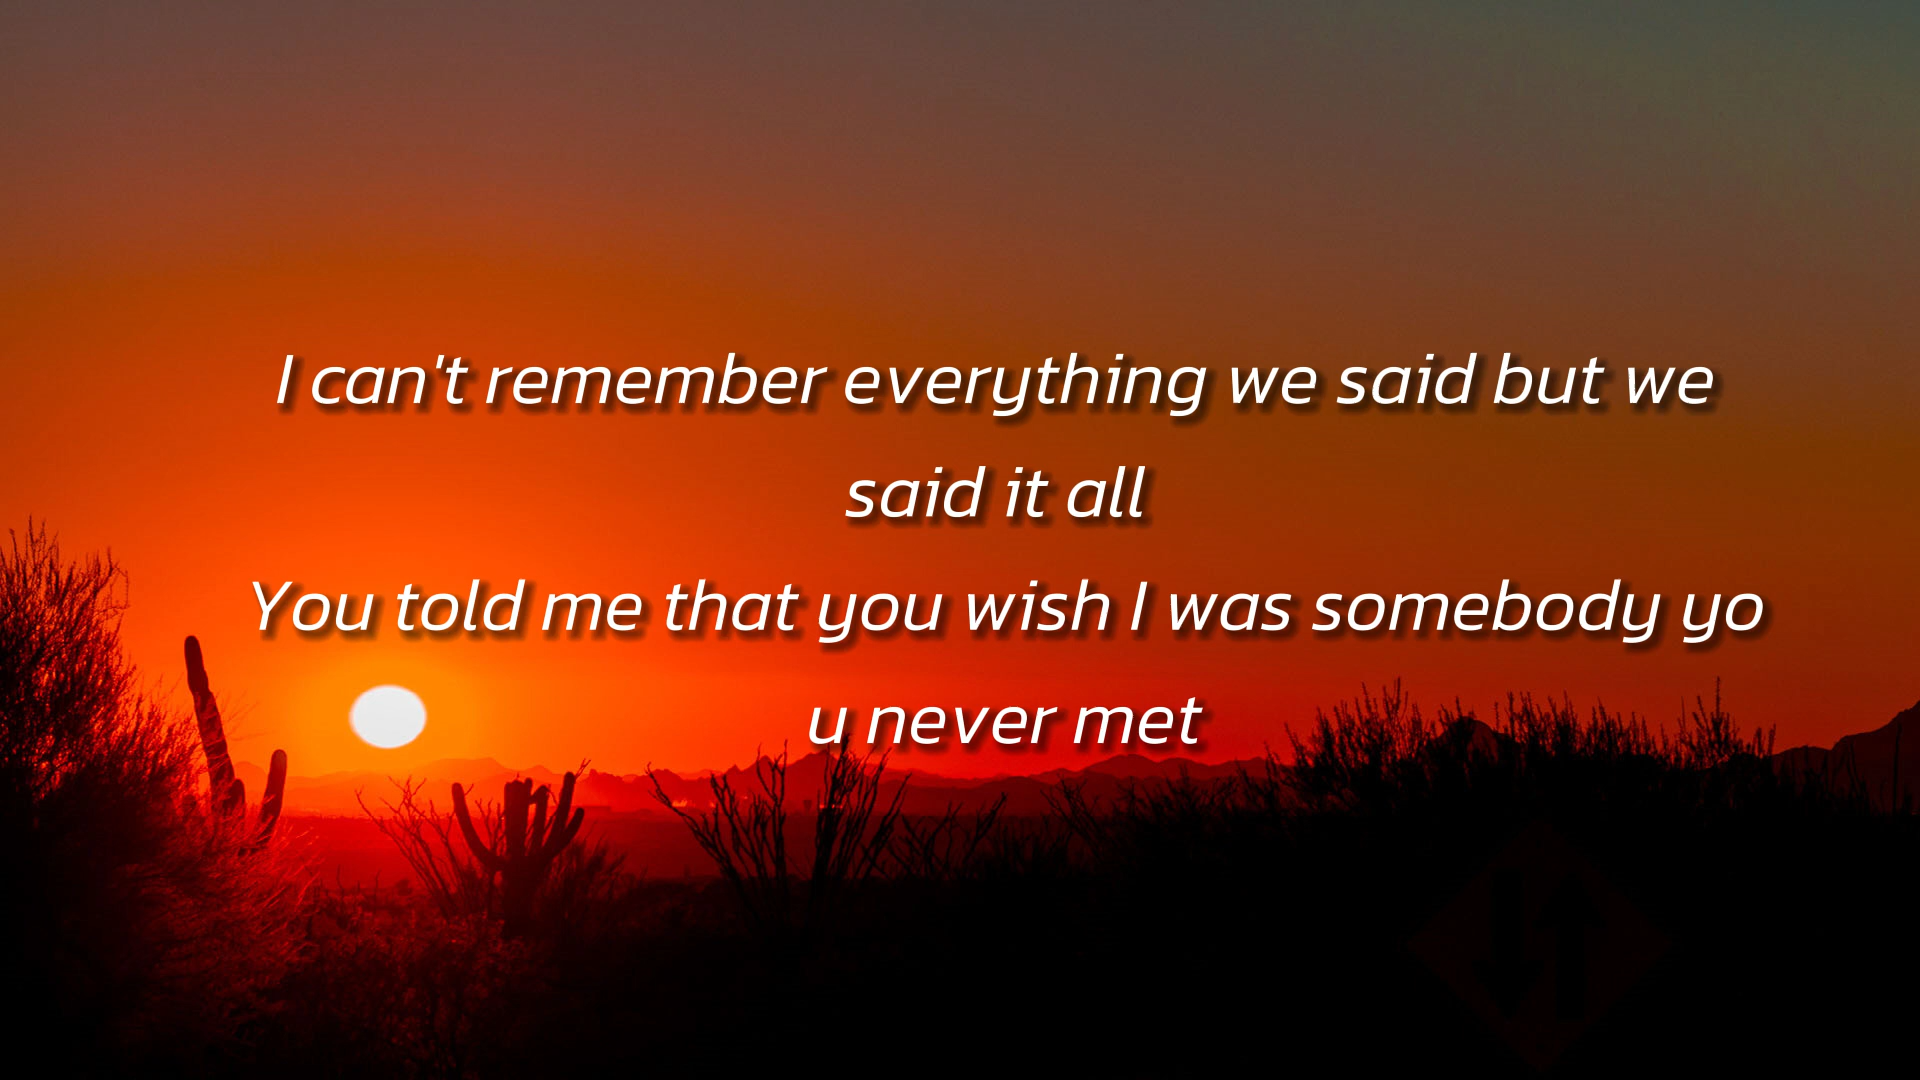 I can't remember everything we said but we
said it all
You told me that you wish I was somebody yo
u never met